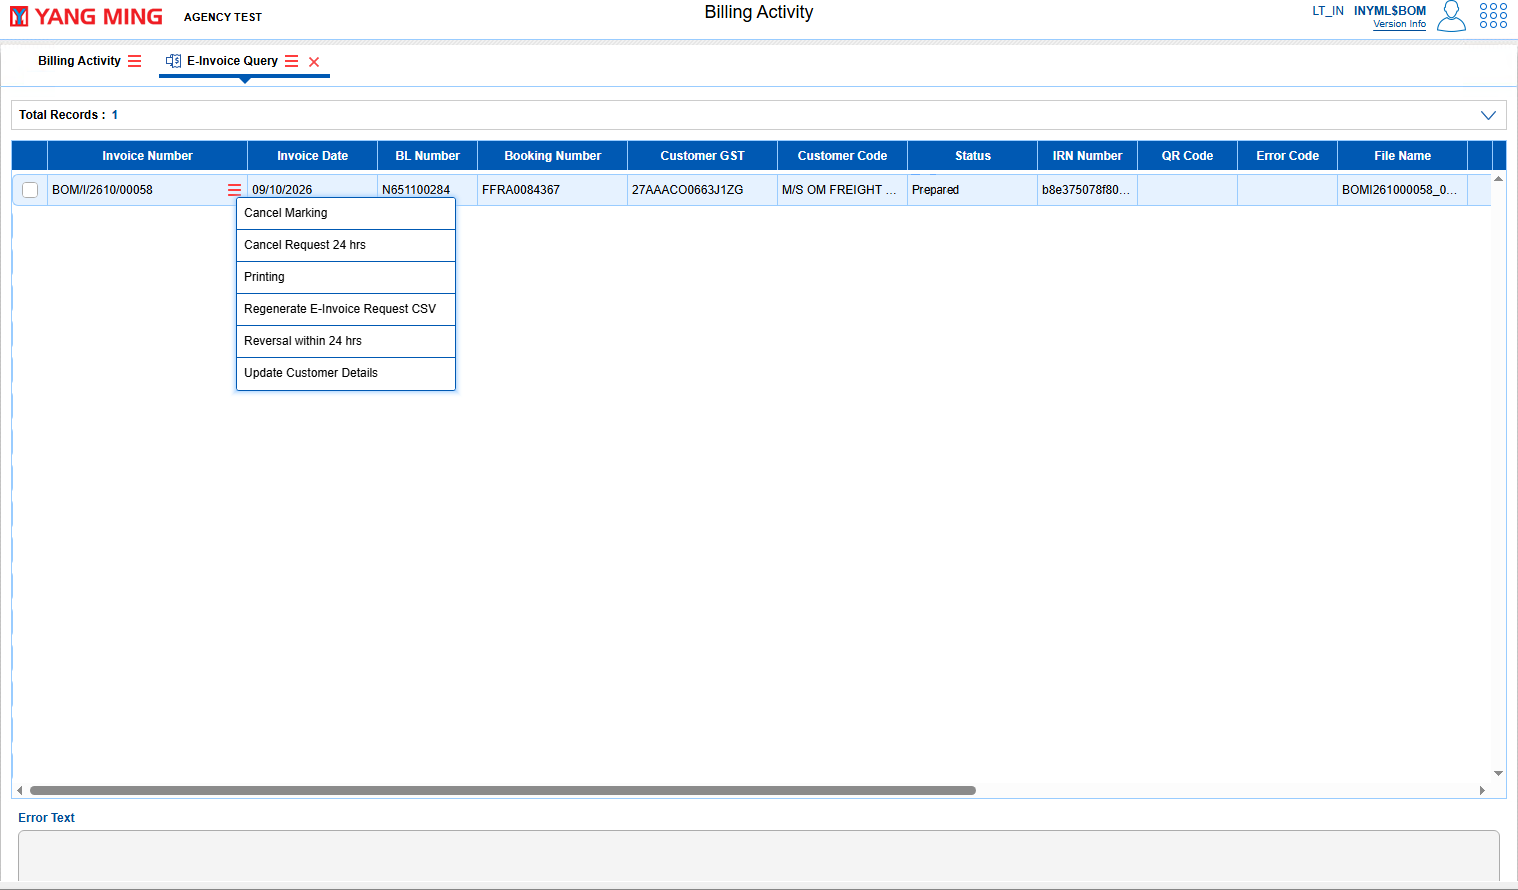 YANG MING AGENCY TEST
Billing Activity
LT_IN INYML$BOM
Version Info
Billing Activity
E-Invoice Query
Total Records : 1
Invoice Number Invoice Date BL Number Booking Number Customer GST Customer Code Status IRN Number QR Code Error Code File Name
BOM/I/2610/00058 09/10/2026 N651100284 FFRA0084367 27AAACO0663J1ZG M/S OM FREIGHT ... Prepared b8e375078f80... BOMI261000058_0...
Cancel Marking
Cancel Request 24 hrs
Printing
Regenerate E-Invoice Request CSV
Reversal within 24 hrs
Update Customer Details
Error Text